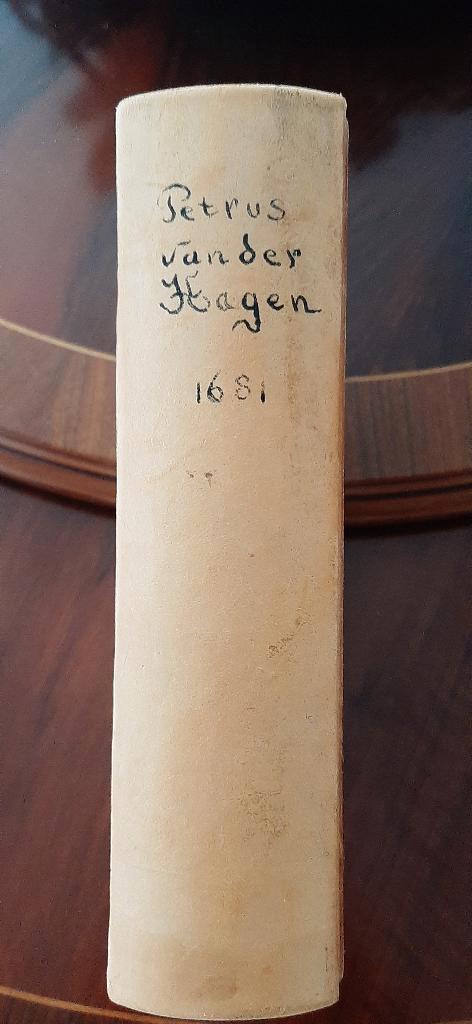 Petrus
van der
Hagen
1681